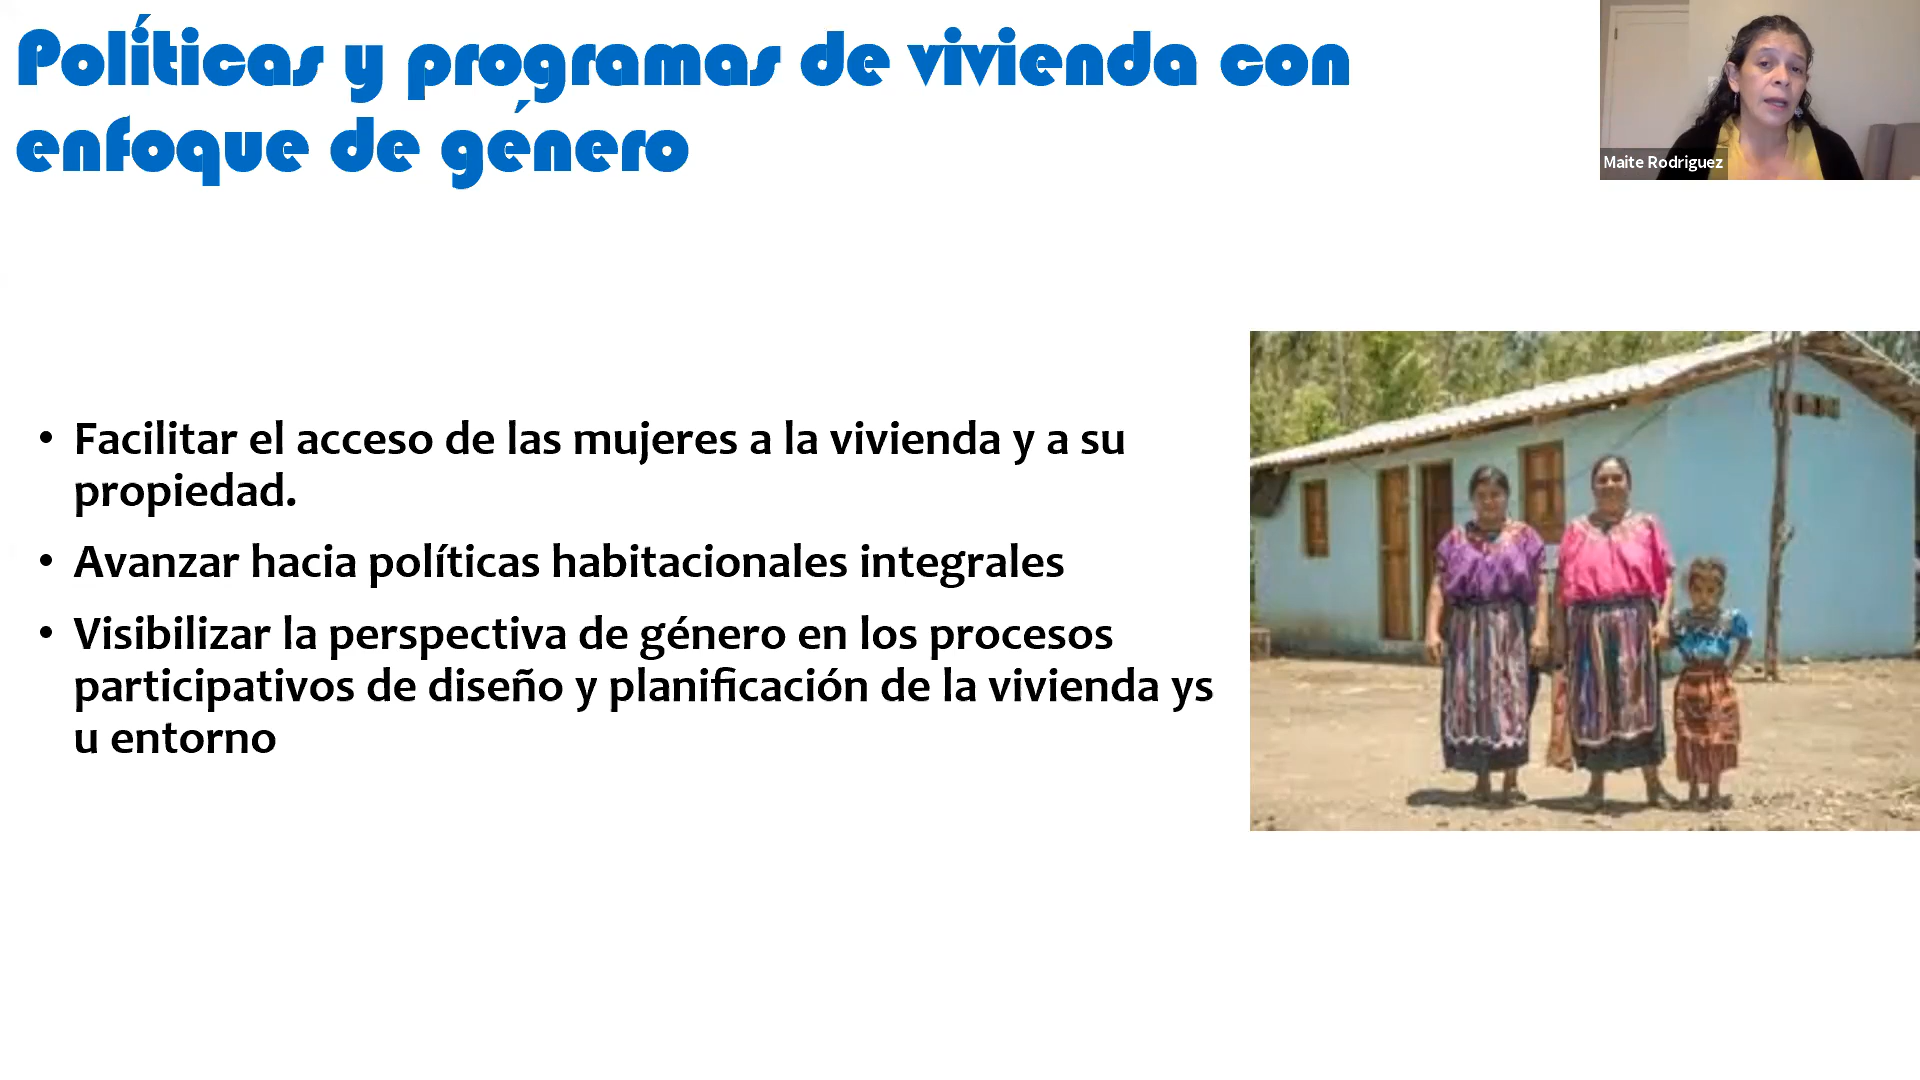 Políticas y programas de vivienda con
enfoque de género
Maite Rodriguez
• Facilitar el acceso de las mujeres a la vivienda y a su
propiedad.
• Avanzar hacia políticas habitacionales integrales
• Visibilizar la perspectiva de género en los procesos
participativos de diseño y planificación de la vivienda ys
u entorno